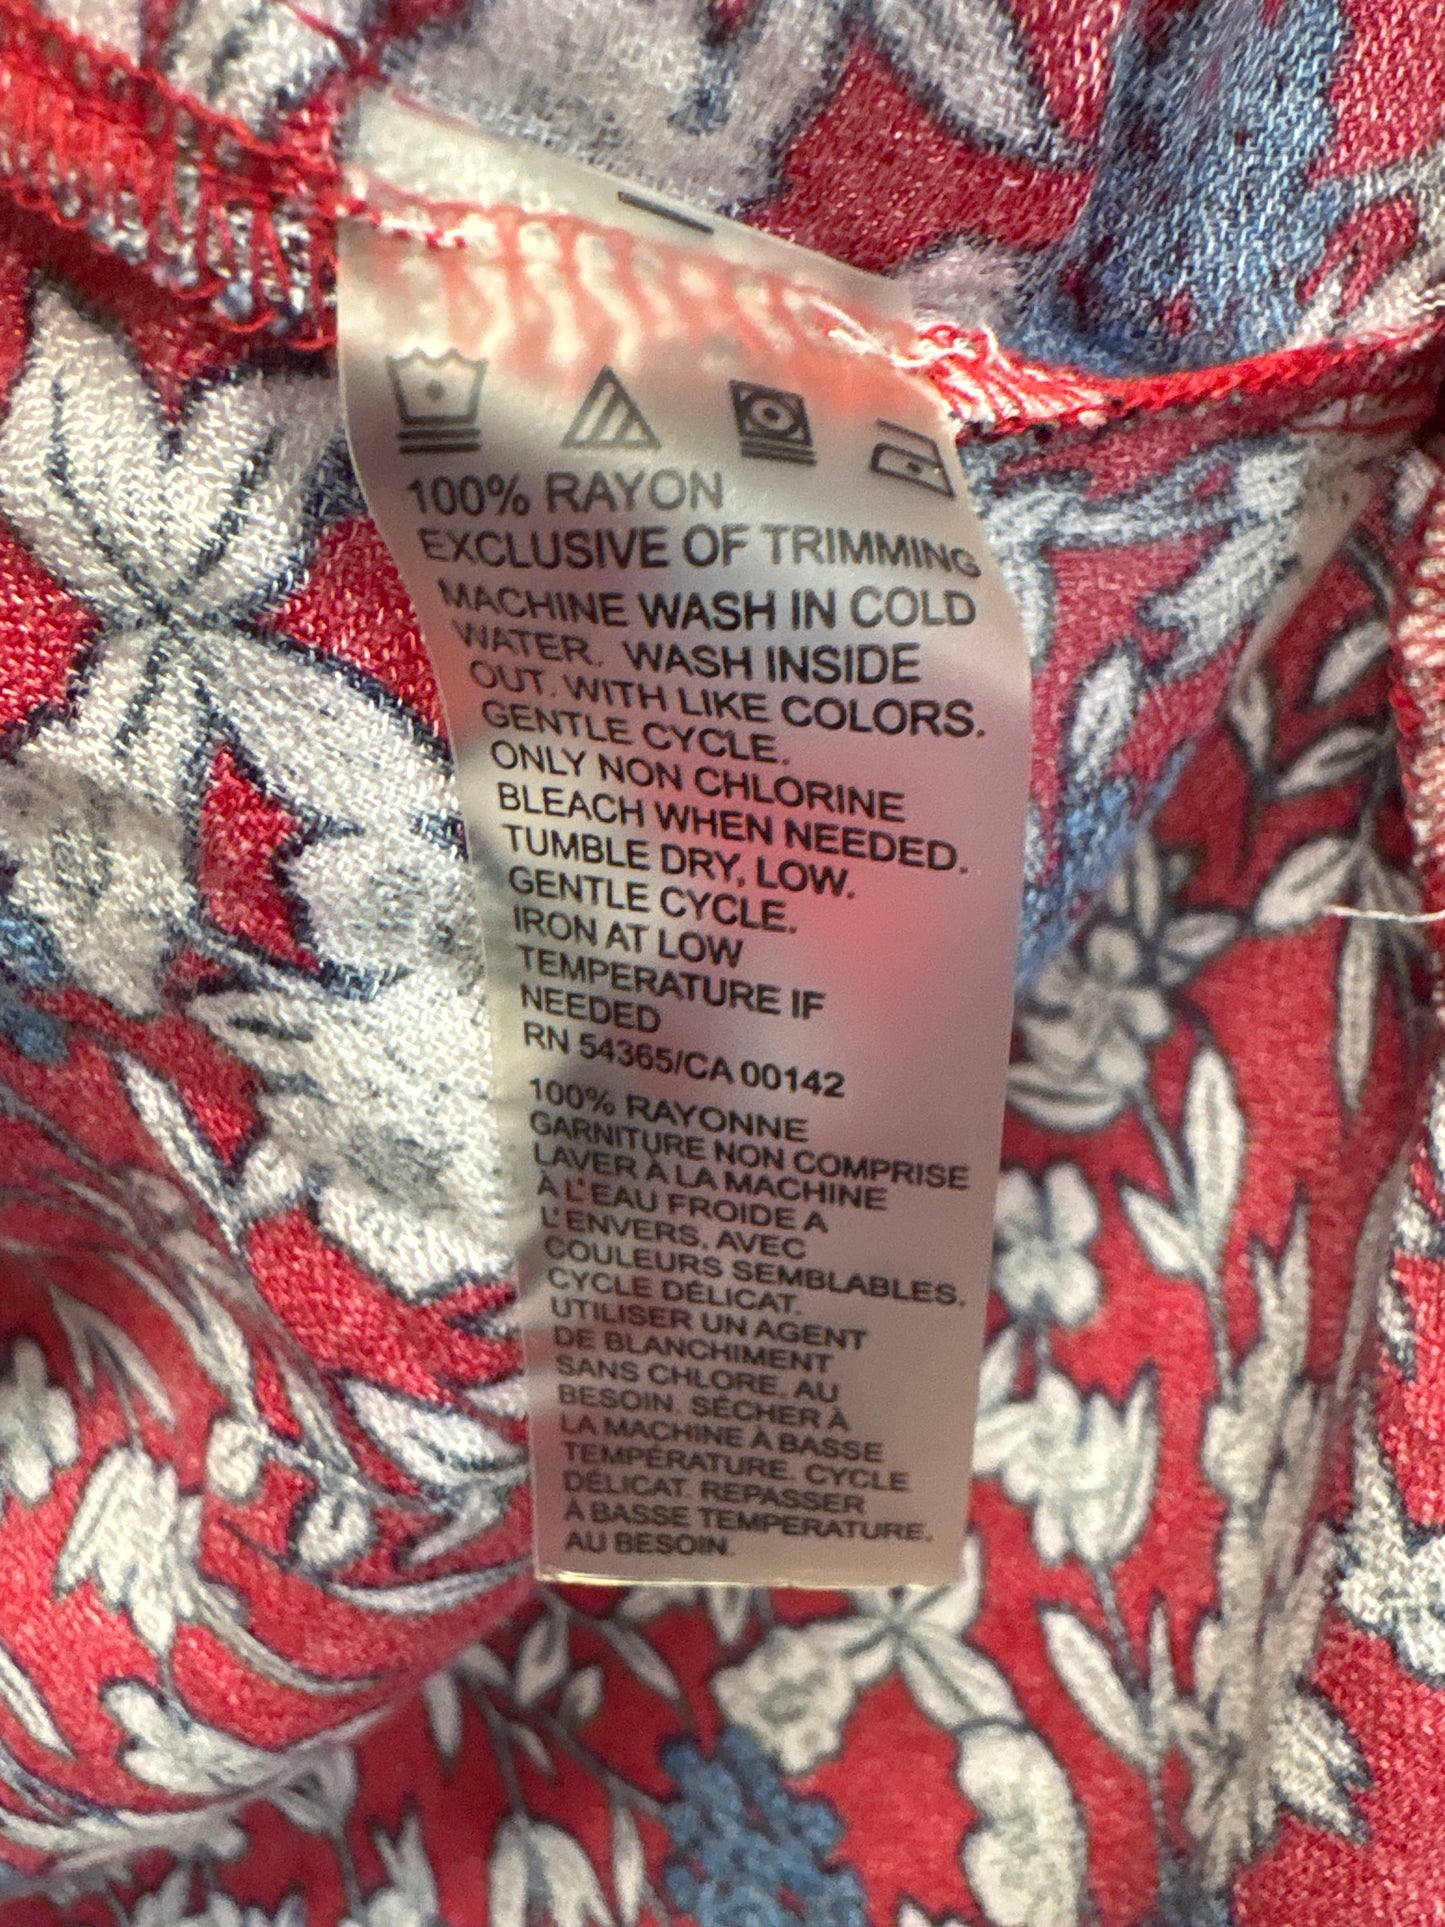 100% RAYON
EXCLUSIVE OF TRIMMING
MACHINE WASH IN COLD
WATER. WASH INSIDE
OUT. WITH LIKE COLORS.
GENTLE CYCLE.
ONLY NON CHLORINE
BLEACH WHEN NEEDED.
TUMBLE DRY, LOW.
GENTLE CYCLE.
IRON AT LOW
TEMPERATURE IF
NEEDED
RN 54365/CA 00142
100% RAYONNE
GARNITURE NON COMPRISE
LAVER À LA MACHINE
A L'EAU FROIDE A
L'ENVERS. AVEC
COULEURS SEMBLABLES.
CYCLE DÉLICAT.
UTILISER UN AGENT
DE BLANCHIMENT
SANS CHLORE. AU
BESOIN. SÉCHER À
LA MACHINE À BASSE
TEMPÉRATURE. CYCLE
DÉLICAT. REPASSER
À BASSE TEMPERATURE.
AU BESOIN.